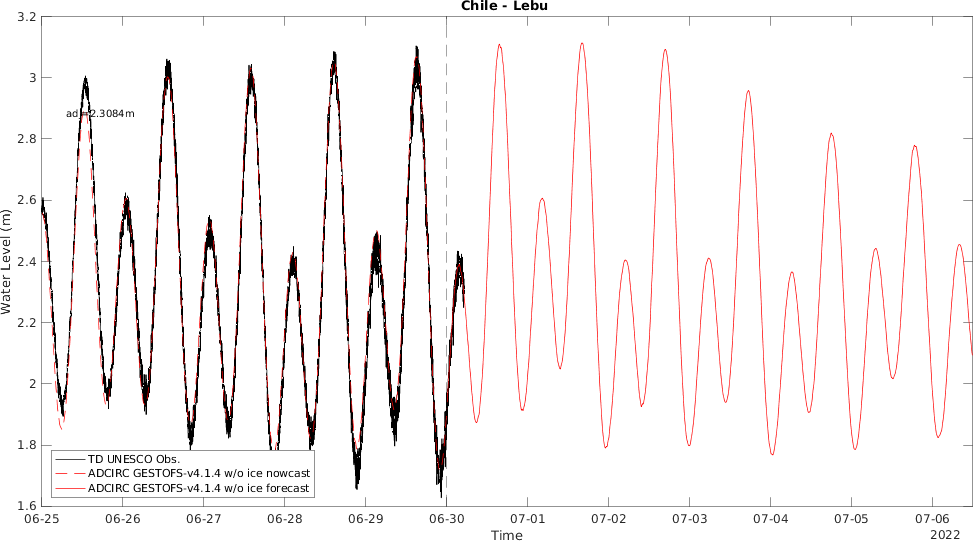 Chile - Lebu
3.2
3
2.8
2.6
2.4
2.2
2
1.8
1.6
Water Level (m)
adj=2.3084m
TD UNESCO Obs.
ADCIRC GESTOFS-v4.1.4 w/o ice nowcast
ADCIRC GESTOFS-v4.1.4 w/o ice forecast
06-25 06-26 06-27 06-28 06-29 06-30 07-01 07-02 07-03 07-04 07-05 07-06
Time
2022